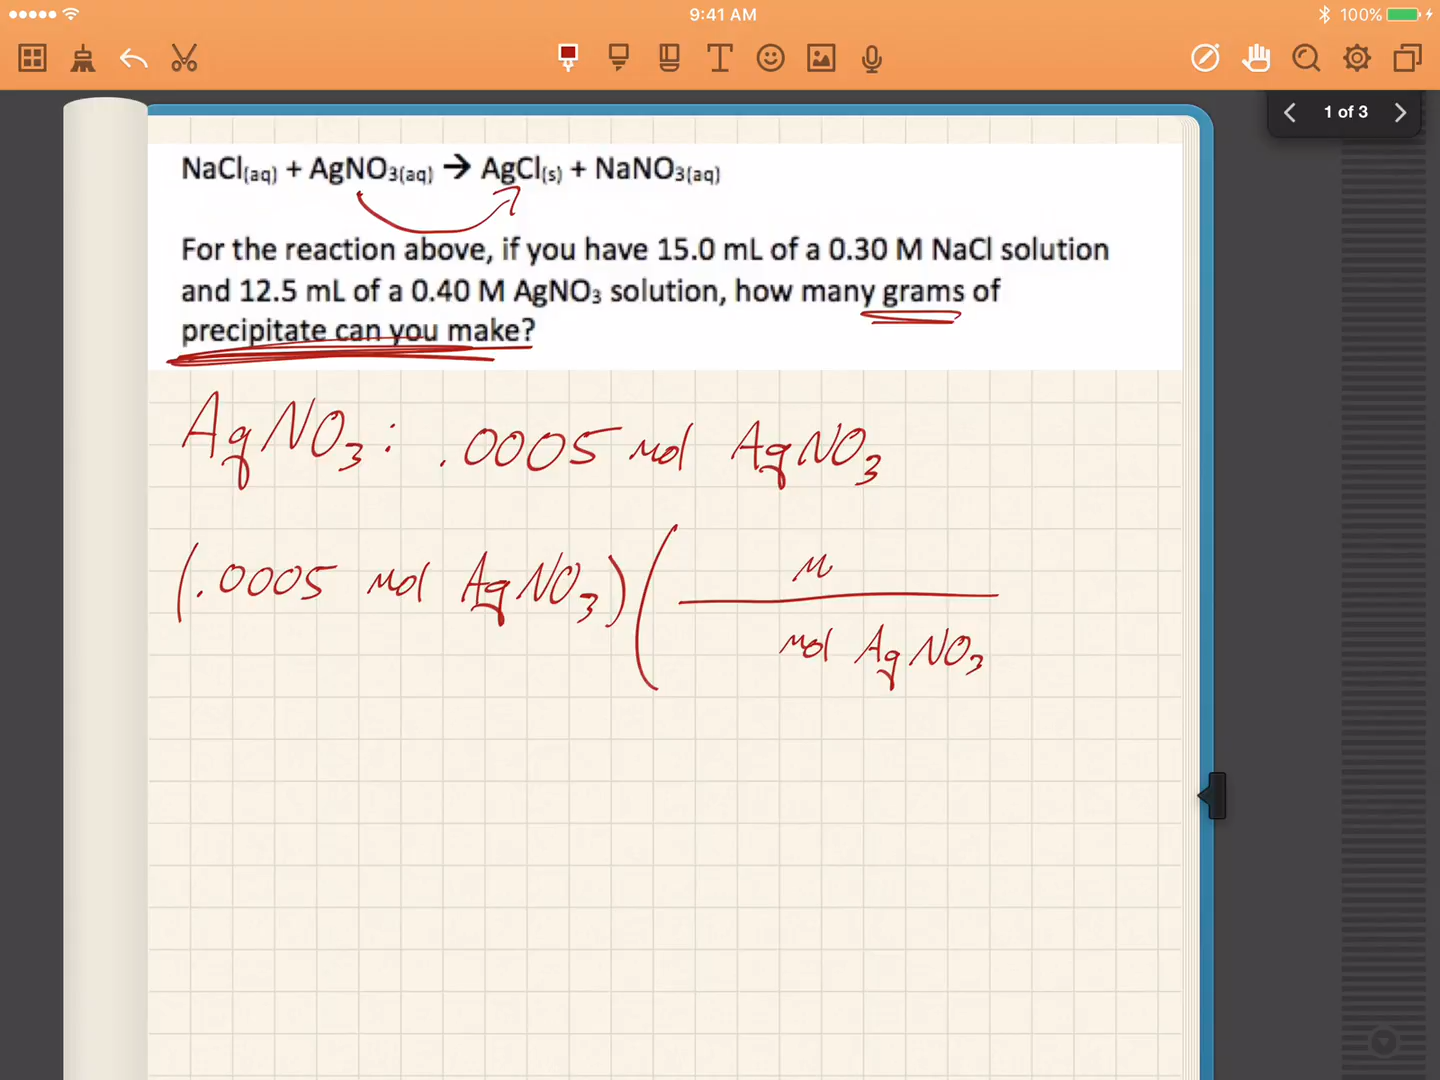 9:41 AM
100%
1 of 3
NaCl(aq) + AgNO₃(aq) → AgCl(s) + NaNO₃(aq)
For the reaction above, if you have 15.0 mL of a 0.30 M NaCl solution
and 12.5 mL of a 0.40 M AgNO₃ solution, how many grams of
precipitate can you make?
AgNO₃: .0005 mol AgNO₃
(.0005 mol AgNO₃)( M
mol AgNO₃